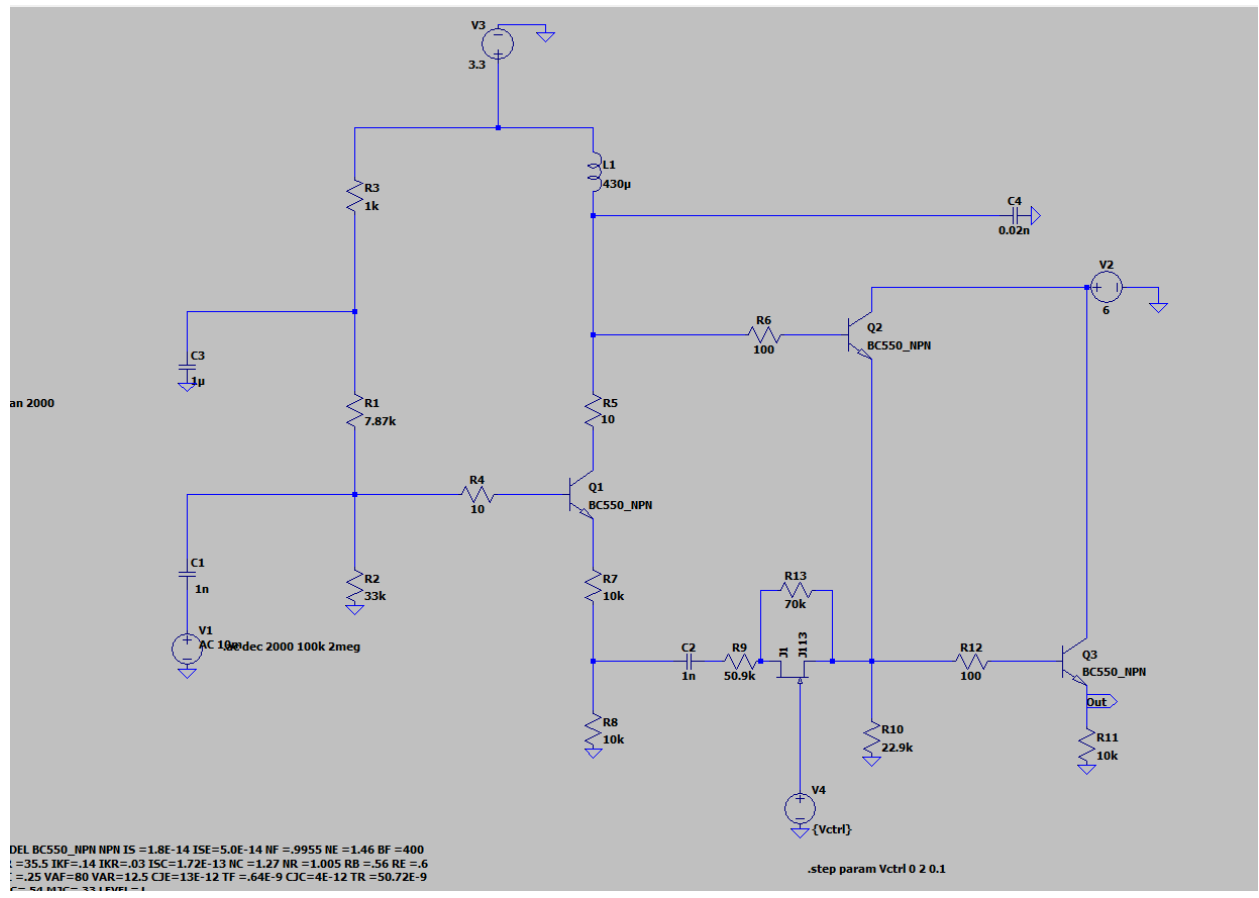 V3
3.3
L1
430µ
R3
1k
C4
0.02n
V2
6
R6
100
Q2
BC550_NPN
C3
1µ
an 2000
R1
7.87k
R5
10
R4
10
Q1
BC550_NPN
C1
1n
R2
33k
R7
10k
R13
70k
V1
AC 10m
.ac dec 2000 100k 2meg
C2
1n
R9
50.9k
J1
J113
R12
100
Q3
BC550_NPN
Out
R8
10k
R10
22.9k
R11
10k
V4
{Vctrl}
DEL BC550_NPN NPN IS =1.8E-14 ISE=5.0E-14 NF =.9955 NE =1.46 BF =400
=35.5 IKF=.14 IKR=.03 ISC=1.72E-13 NC =1.27 NR =1.005 RB =.56 RE =.6
=.25 VAF=80 VAR=12.5 CJE=13E-12 TF =.64E-9 CJC=4E-12 TR =50.72E-9
.step param Vctrl 0 2 0.1